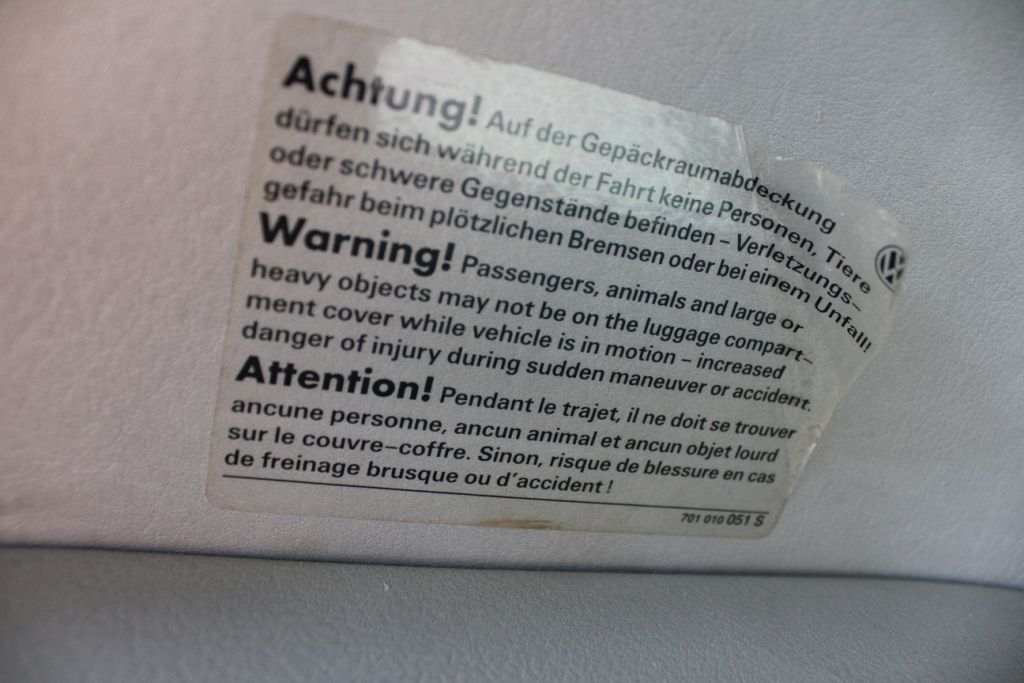 Achtung! Auf der Gepäckraumabdeckung
dürfen sich während der Fahrt keine Personen, Tiere
oder schwere Gegenstände befinden – Verletzungs–
gefahr beim plötzlichen Bremsen oder bei einem Unfall!
Warning! Passengers, animals and large or
heavy objects may not be on the luggage compart–
ment cover while vehicle is in motion – increased
danger of injury during sudden maneuver or accident.
Attention! Pendant le trajet, il ne doit se trouver
ancune personne, ancun animal et ancun objet lourd
sur le couvre–coffre. Sinon, risque de blessure en cas
de freinage brusque ou d'accident !
701 010 051 S